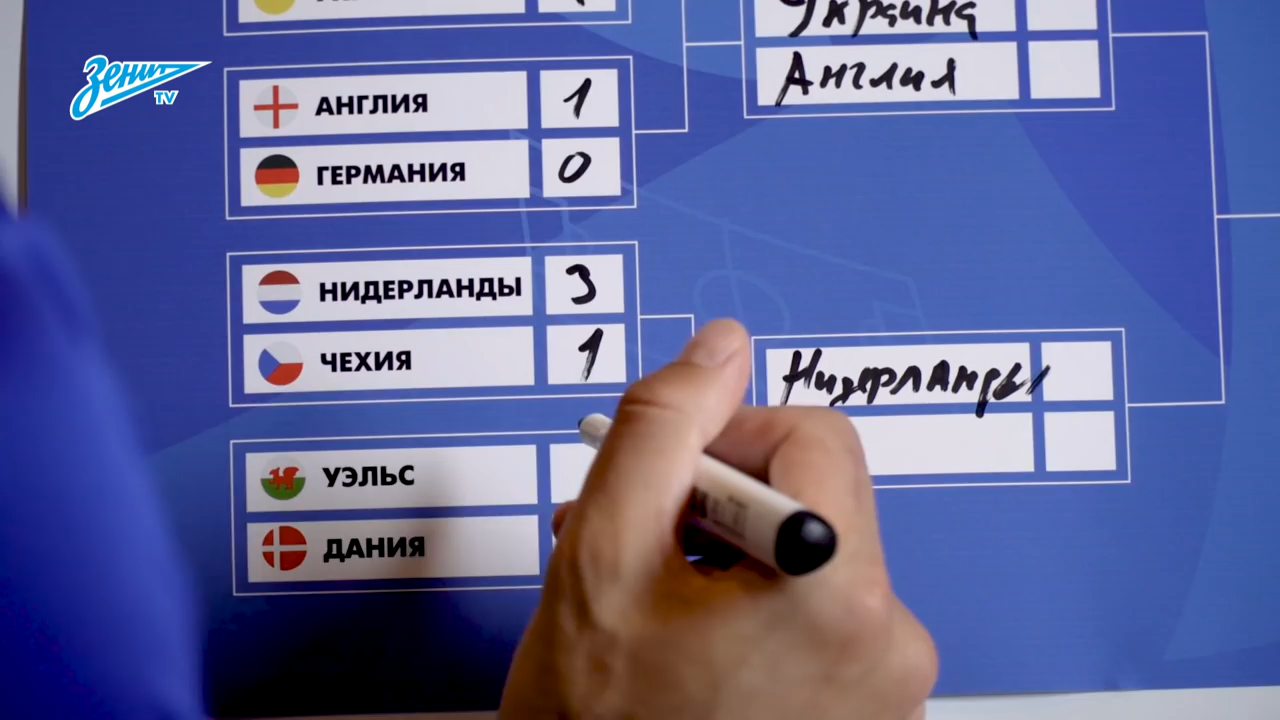 Украина
Зенит TV
Англия
АНГЛИЯ 1
ГЕРМАНИЯ 0
НИДЕРЛАНДЫ 3
ЧЕХИЯ 1
Нидерланды
УЭЛЬС
ДАНИЯ